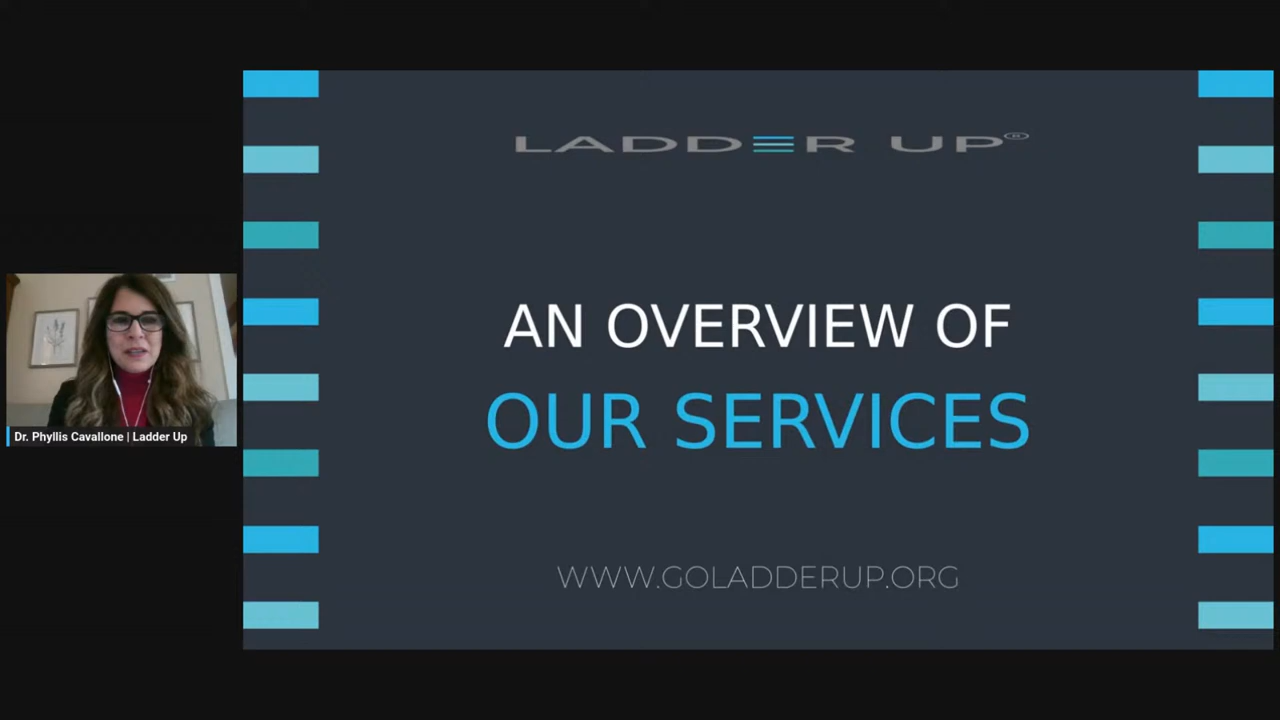 LADDER UP®
AN OVERVIEW OF
OUR SERVICES
WWW.GOLADDERUP.ORG
Dr. Phyllis Cavallone | Ladder Up